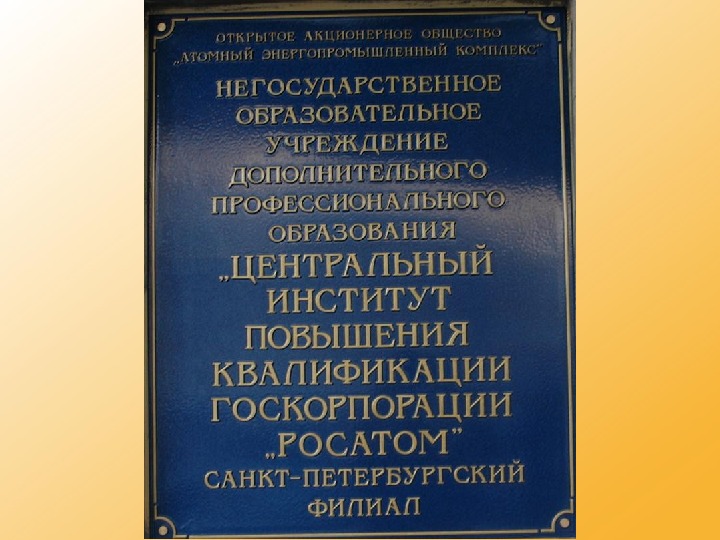 ОТКРЫТОЕ АКЦИОНЕРНОЕ ОБЩЕСТВО
„АТОМНЫЙ ЭНЕРГОПРОМЫШЛЕННЫЙ КОМПЛЕКС"
НЕГОСУДАРСТВЕННОЕ
ОБРАЗОВАТЕЛЬНОЕ
УЧРЕЖДЕНИЕ
ДОПОЛНИТЕЛЬНОГО
ПРОФЕССИОНАЛЬНОГО
ОБРАЗОВАНИЯ
„ЦЕНТРАЛЬНЫЙ
ИНСТИТУТ
ПОВЫШЕНИЯ
КВАЛИФИКАЦИИ
ГОСКОРПОРАЦИИ
„РОСАТОМ"
САНКТ-ПЕТЕРБУРГСКИЙ
ФИЛИАЛ